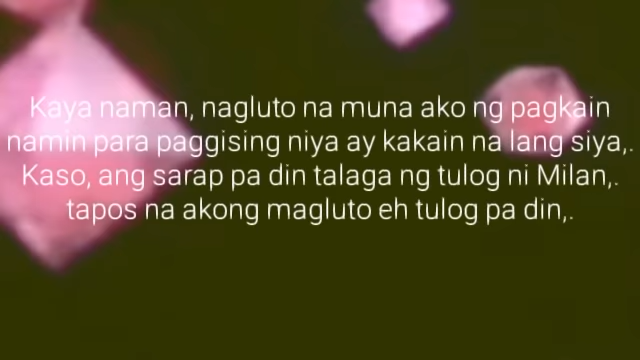 Kaya naman, nagluto na muna ako ng pagkain
namin para paggising niya ay kakain na lang siya,.
Kaso, ang sarap pa din talaga ng tulog ni Milan,.
tapos na akong magluto eh tulog pa din,.